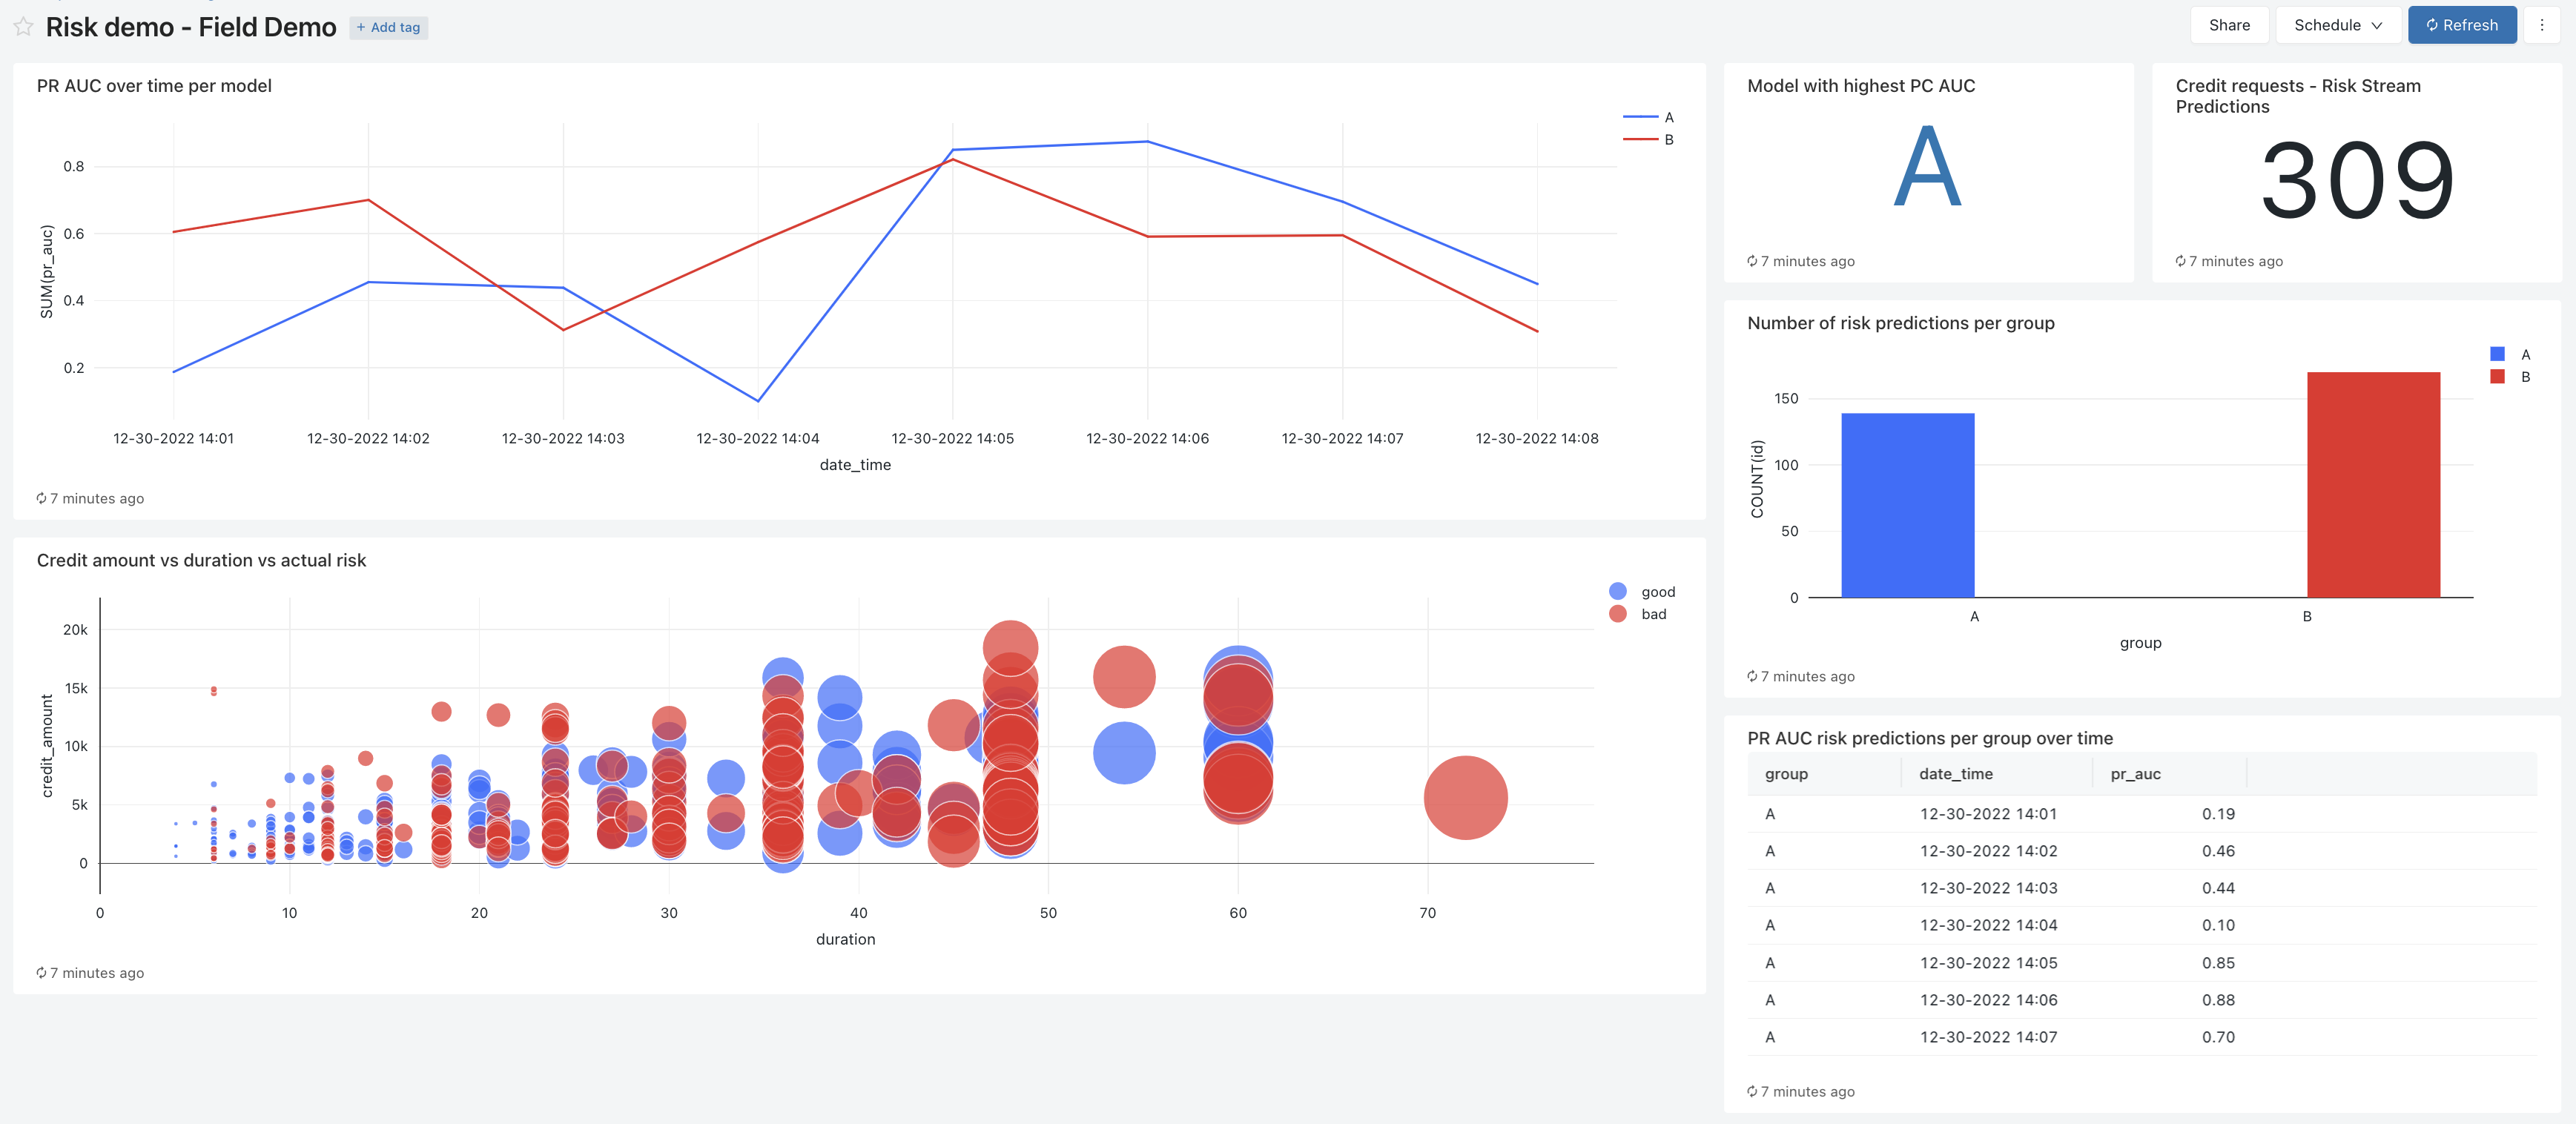 Risk demo - Field Demo
+ Add tag
Share
Schedule
Refresh
PR AUC over time per model
A
B
SUM(pr_auc)
0.8
0.6
0.4
0.2
12-30-2022 14:01
12-30-2022 14:02
12-30-2022 14:03
12-30-2022 14:04
12-30-2022 14:05
12-30-2022 14:06
12-30-2022 14:07
12-30-2022 14:08
date_time
7 minutes ago
Model with highest PC AUC
A
7 minutes ago
Credit requests - Risk Stream
Predictions
309
7 minutes ago
Number of risk predictions per group
A
B
COUNT(id)
150
100
50
0
A
B
group
7 minutes ago
Credit amount vs duration vs actual risk
good
bad
credit_amount
20k
15k
10k
5k
0
0
10
20
30
40
50
60
70
duration
7 minutes ago
PR AUC risk predictions per group over time
group date_time pr_auc
A 12-30-2022 14:01 0.19
A 12-30-2022 14:02 0.46
A 12-30-2022 14:03 0.44
A 12-30-2022 14:04 0.10
A 12-30-2022 14:05 0.85
A 12-30-2022 14:06 0.88
A 12-30-2022 14:07 0.70
7 minutes ago